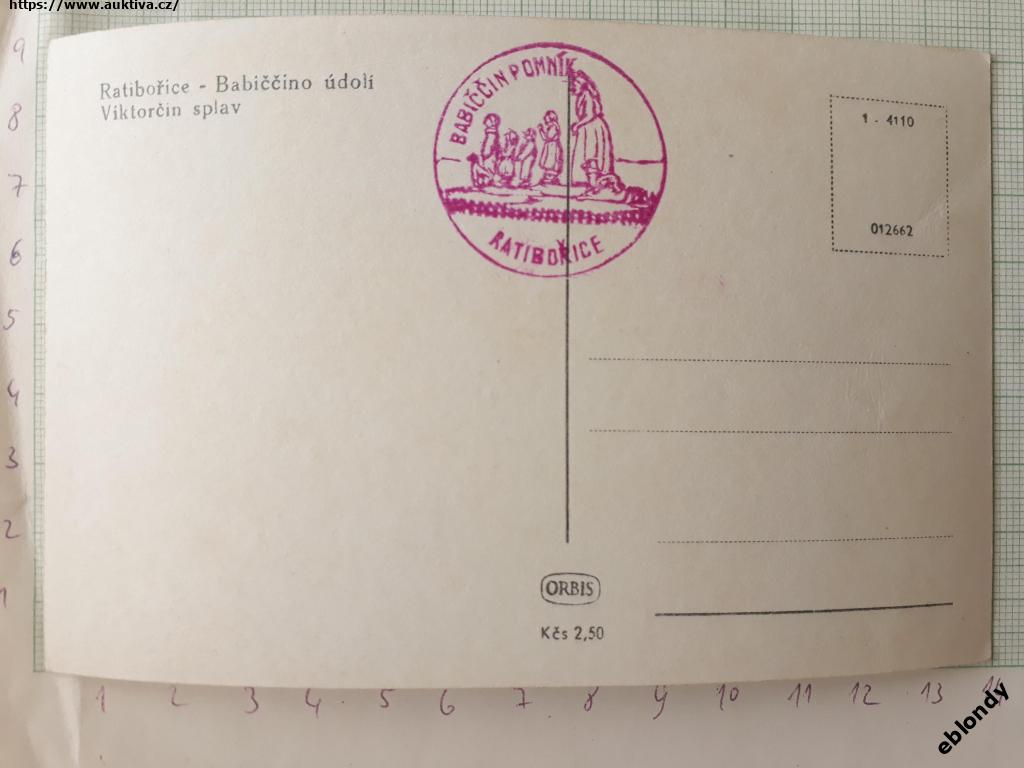 https://www.auktiva.cz/
Ratibořice - Babiččino údolí
Viktorčin splav
BABIČČIN POMNÍK
RATIBOŘICE
1 - 4110
012662
ORBIS
Kčs 2,50
9
8
7
6
5
4
3
2
1
1 2 3 4 5 6 7 8 9 10 11 12 13 14
eblondy